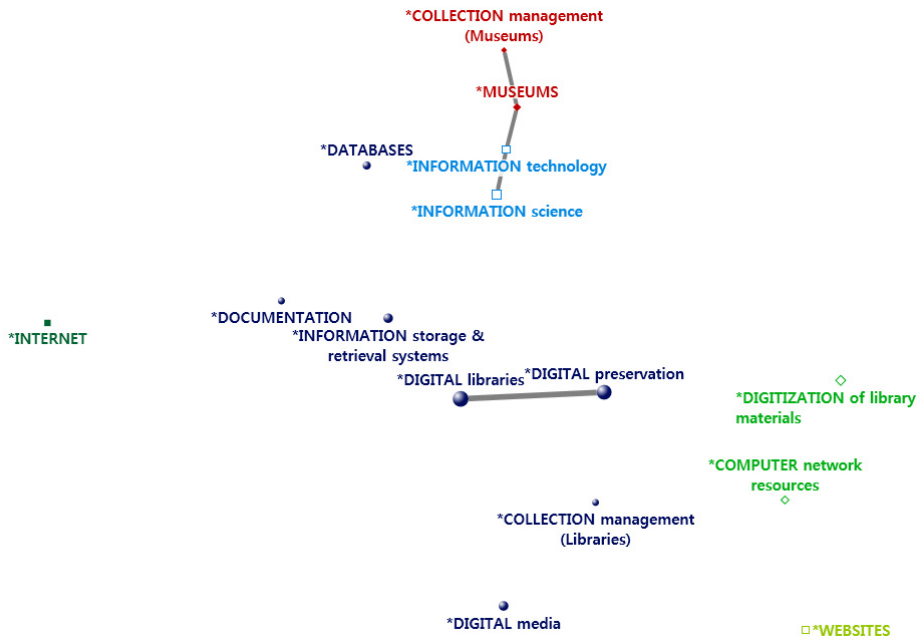 *COLLECTION management
(Museums)
*MUSEUMS
*DATABASES
*INFORMATION technology
*INFORMATION science
*DOCUMENTATION
*INTERNET
*INFORMATION storage &
retrieval systems
*DIGITAL libraries
*DIGITAL preservation
*DIGITIZATION of library
materials
*COMPUTER network
resources
*COLLECTION management
(Libraries)
*DIGITAL media
*WEBSITES